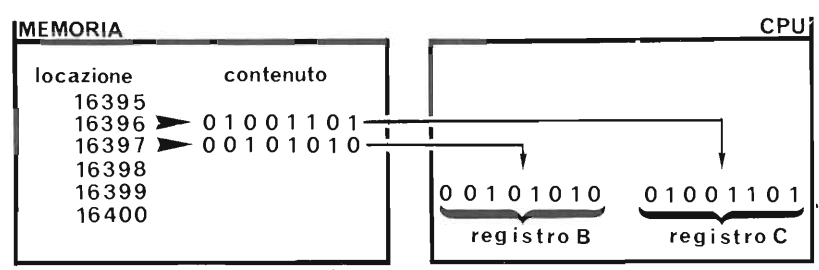 MEMORIA
CPU
locazione contenuto
16395
16396 01001101
16397 00101010
16398
16399
16400
00101010 01001101
registro B registro C